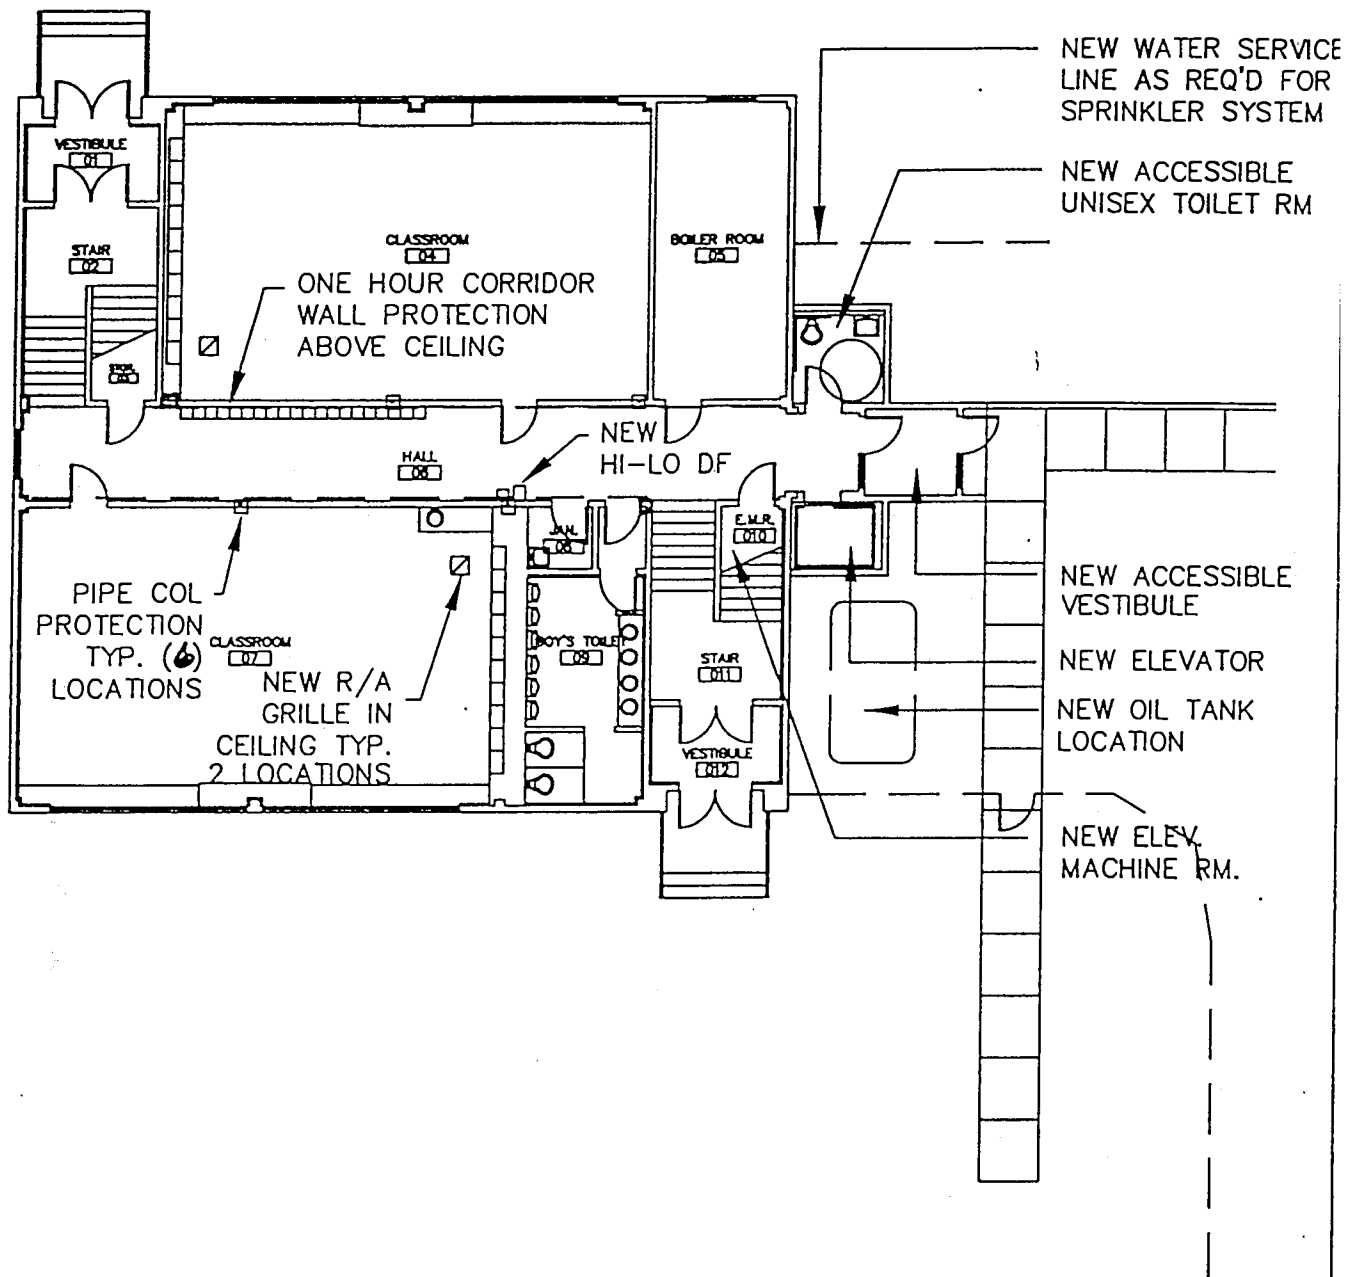 NEW WATER SERVICE
LINE AS REQ'D FOR
SPRINKLER SYSTEM
NEW ACCESSIBLE
UNISEX TOILET RM
VESTIBULE
01
STAIR
02
CLASSROOM
04
BOILER ROOM
05
ONE HOUR CORRIDOR
WALL PROTECTION
ABOVE CEILING
03
NEW
HI-LO DF
HALL
06
JAN.
08
E.M.R.
010
PIPE COL
PROTECTION
TYP. (6)
LOCATIONS
CLASSROOM
07
NEW R/A
GRILLE IN
CEILING TYP.
2 LOCATIONS
BOY'S TOILET
09
STAIR
011
VESTIBULE
012
NEW ACCESSIBLE
VESTIBULE
NEW ELEVATOR
NEW OIL TANK
LOCATION
NEW ELEV.
MACHINE RM.